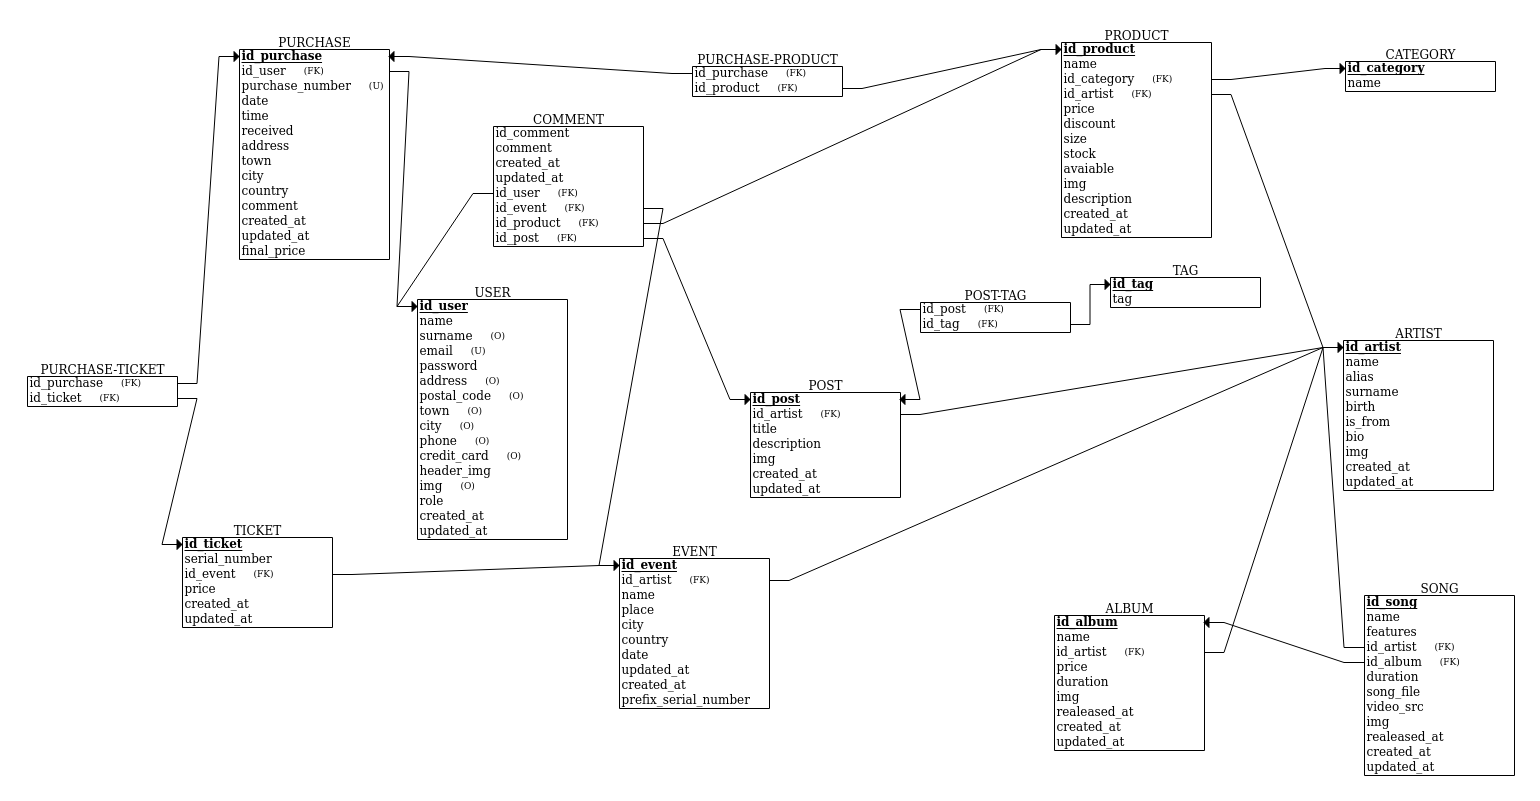 PURCHASE
id_purchase
id_user (FK)
purchase_number (U)
date
time
received
address
town
city
country
comment
created_at
updated_at
final_price
PURCHASE-PRODUCT
id_purchase (FK)
id_product (FK)
PRODUCT
id_product
name
id_category (FK)
id_artist (FK)
price
discount
size
stock
avaiable
img
description
created_at
updated_at
CATEGORY
id_category
name
COMMENT
id_comment
comment
created_at
updated_at
id_user (FK)
id_event (FK)
id_product (FK)
id_post (FK)
USER
id_user
name
surname (O)
email (U)
password
address (O)
postal_code (O)
town (O)
city (O)
phone (O)
credit_card (O)
header_img
img (O)
role
created_at
updated_at
POST-TAG
id_post (FK)
id_tag (FK)
TAG
id_tag
tag
PURCHASE-TICKET
id_purchase (FK)
id_ticket (FK)
POST
id_post
id_artist (FK)
title
description
img
created_at
updated_at
ARTIST
id_artist
name
alias
surname
birth
is_from
bio
img
created_at
updated_at
TICKET
id_ticket
serial_number
id_event (FK)
price
created_at
updated_at
EVENT
id_event
id_artist (FK)
name
place
city
country
date
updated_at
created_at
prefix_serial_number
ALBUM
id_album
name
id_artist (FK)
price
duration
img
realeased_at
created_at
updated_at
SONG
id_song
name
features
id_artist (FK)
id_album (FK)
duration
song_file
video_src
img
realeased_at
created_at
updated_at